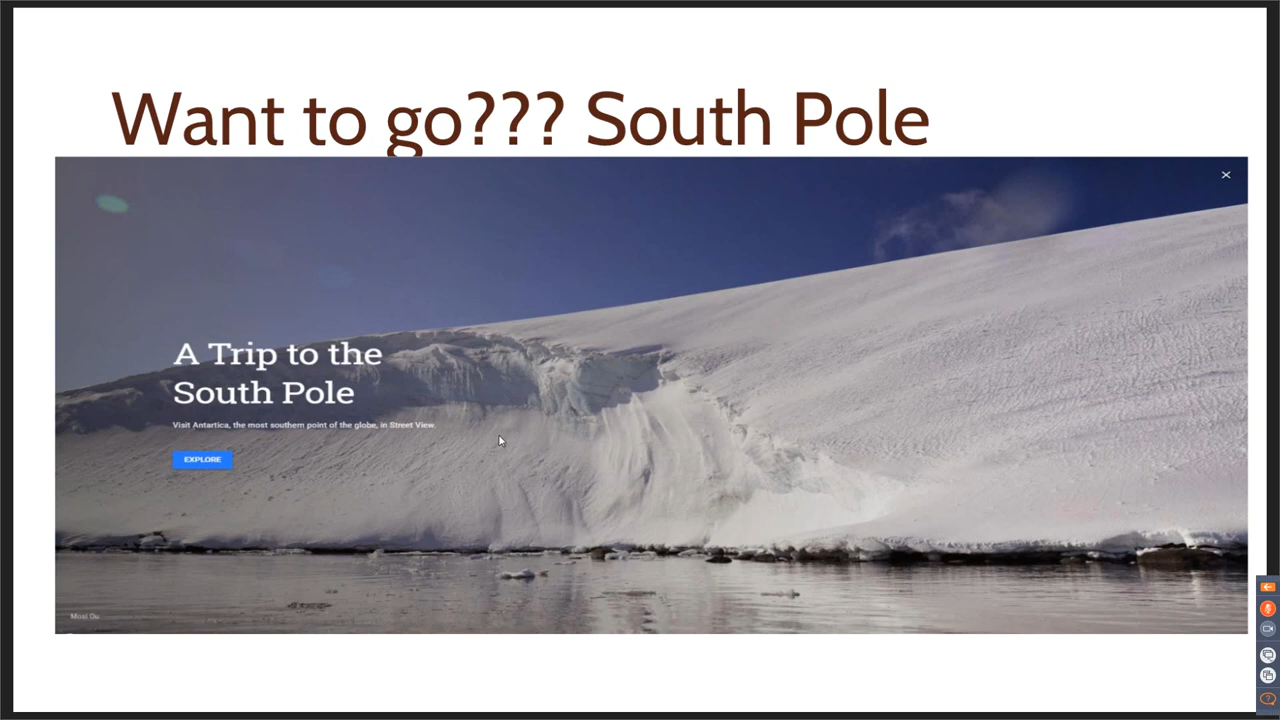 Want to go??? South Pole
A Trip to the
South Pole
Visit Antartica, the most southern point of the globe, in Street View.
EXPLORE